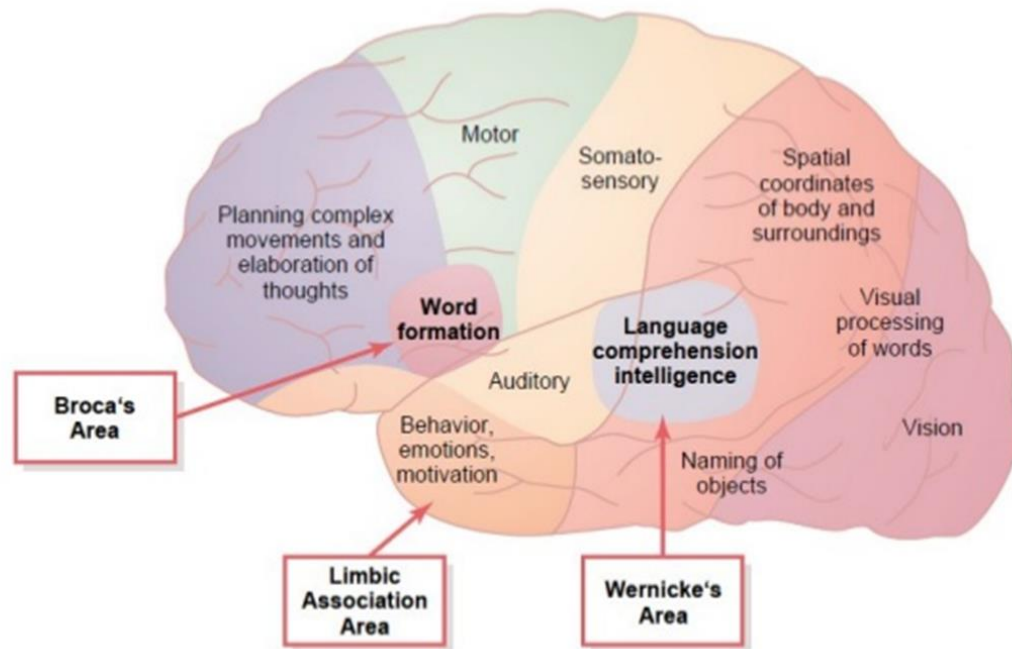 Motor
Somato-
sensory
Spatial
coordinates
of body and
surroundings
Planning complex
movements and
elaboration of
thoughts
Word
formation
Language
comprehension
intelligence
Visual
processing
of words
Auditory
Behavior,
emotions,
motivation
Vision
Naming of
objects
Broca‘s
Area
Limbic
Association
Area
Wernicke‘s
Area